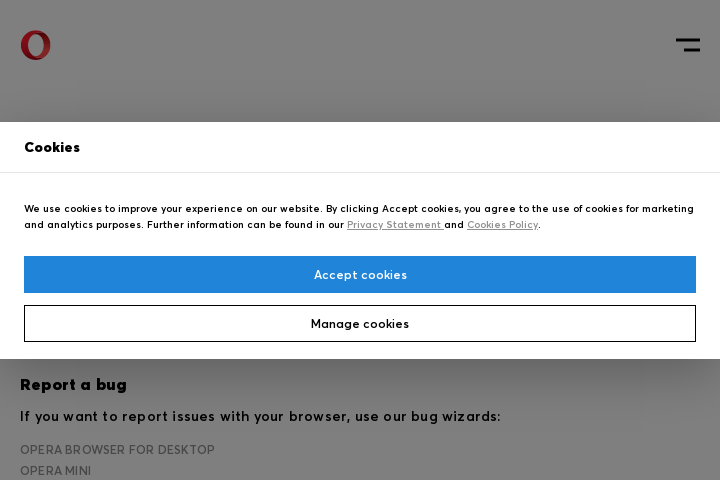 Cookies
We use cookies to improve your experience on our website. By clicking Accept cookies, you agree to the use of cookies for marketing
and analytics purposes. Further information can be found in our Privacy Statement and Cookies Policy.
Accept cookies
Manage cookies
Report a bug
If you want to report issues with your browser, use our bug wizards:
OPERA BROWSER FOR DESKTOP
OPERA MINI